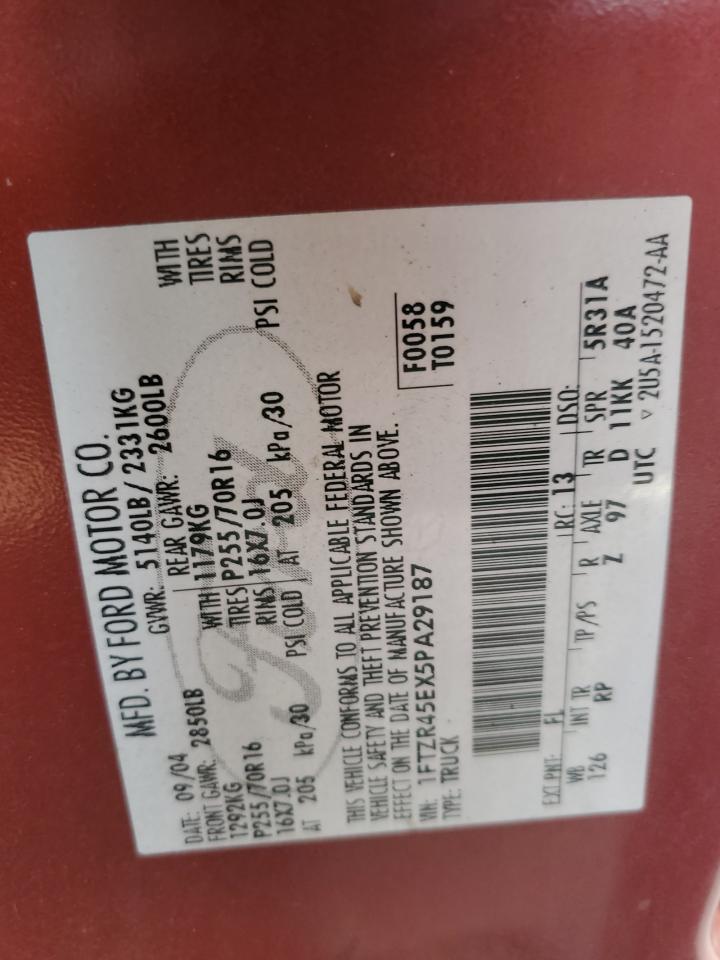 MFD. BY FORD MOTOR CO.
DATE: 09/04 GVWR: 5140LB/ 2331KG
FRONT GAWR: 2850LB REAR GAWR: 2600LB
1292KG WITH 1179KG WITH
P255/70R16 TIRES P255/70R16 TIRES
16X7.0J RIMS 16X7.0J RIMS
AT 205 kPa/30 PSI COLD AT 205 kPa/30 PSI COLD
THIS VEHICLE CONFORMS TO ALL APPLICABLE FEDERAL MOTOR
VEHICLE SAFETY AND THEFT PREVENTION STANDARDS IN
EFFECT ON THE DATE OF MANUFACTURE SHOWN ABOVE.
VIN: 1FTZR45EX5PA29187 F0058
TYPE: TRUCK T0159
EXT PNT: FL RC: 13 DSO:
WB INT TR TP/PS R AXLE TR SPR 5R31A
126 RP Z 97 D 11KK 40A
UTC ▽ 2U5A-1520472-AA
Ford